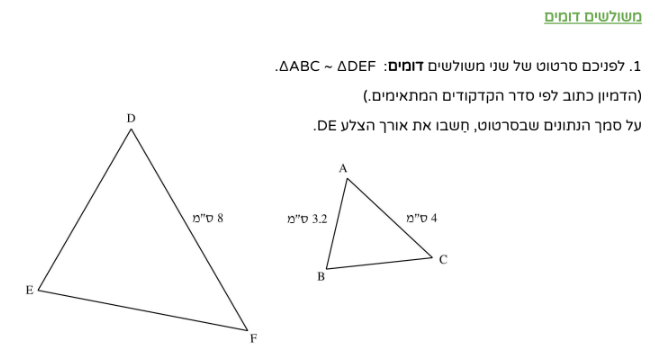 משולשים דומים
1. לפניכם סרטוט של שני משולשים דומים: ΔABC ~ ΔDEF.
(הדמיון כתוב לפי סדר הקדקודים המתאימים.)
על סמך הנתונים שבסרטוט, חַשבו את אורך הצלע DE.
D
8 ס"מ
E
F
A
3.2 ס"מ
4 ס"מ
B
C